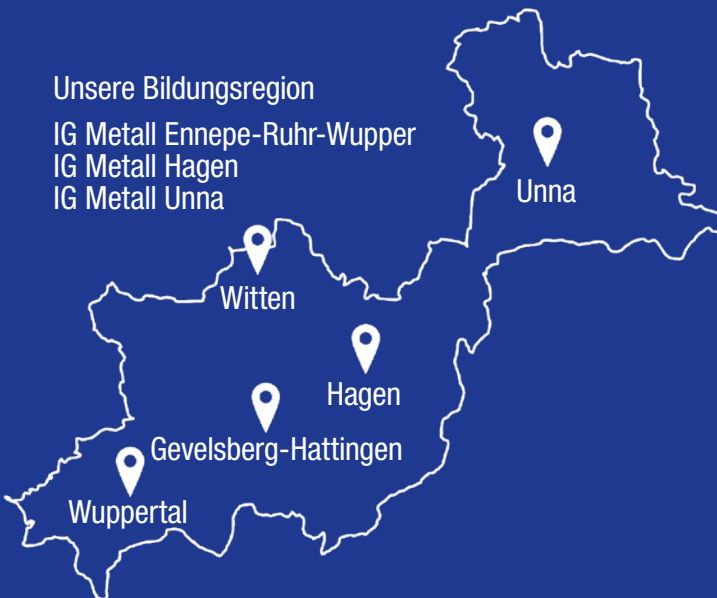 Unsere Bildungsregion
IG Metall Ennepe-Ruhr-Wupper
IG Metall Hagen
IG Metall Unna
Unna
Witten
Hagen
Gevelsberg-Hattingen
Wuppertal